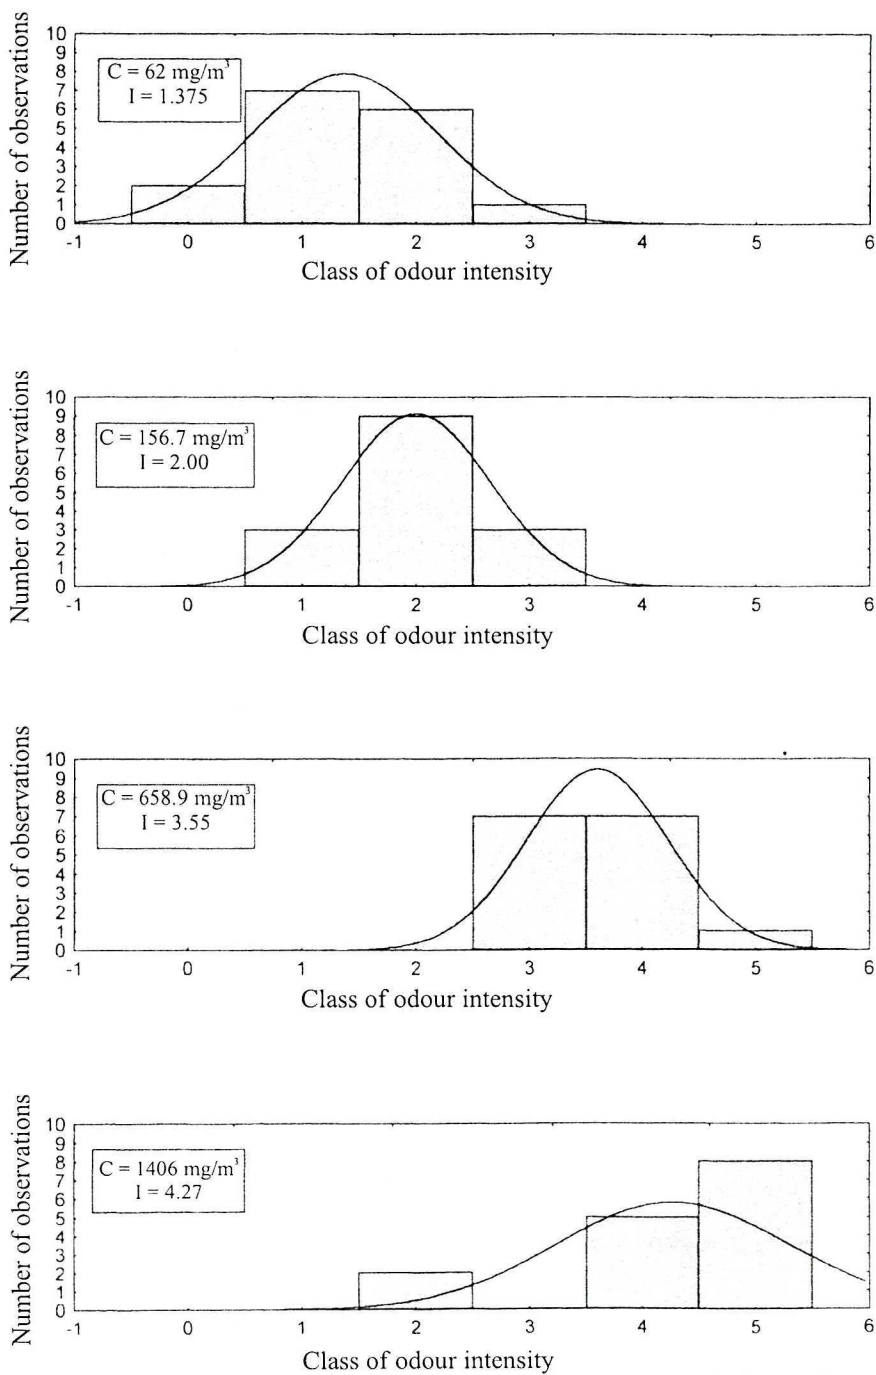 Number of observations
10
9
8
7
6
5
4
3
2
1
0
C = 62 mg/m³
I = 1.375
-1 0 1 2 3 4 5 6
Class of odour intensity
Number of observations
10
9
8
7
6
5
4
3
2
1
0
C = 156.7 mg/m³
I = 2.00
-1 0 1 2 3 4 5 6
Class of odour intensity
Number of observations
10
9
8
7
6
5
4
3
2
1
0
C = 658.9 mg/m³
I = 3.55
-1 0 1 2 3 4 5 6
Class of odour intensity
Number of observations
10
9
8
7
6
5
4
3
2
1
0
C = 1406 mg/m³
I = 4.27
-1 0 1 2 3 4 5 6
Class of odour intensity